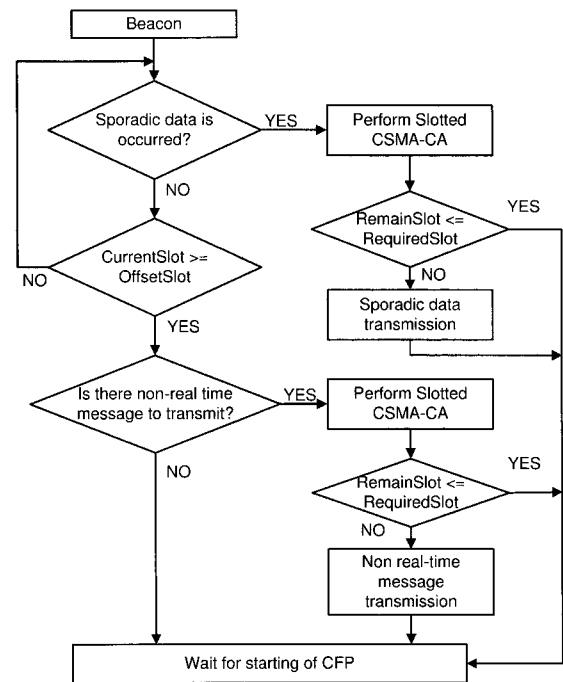 Beacon
Sporadic data is
occurred?
YES
Perform Slotted
CSMA-CA
NO
RemainSlot <=
RequiredSlot
YES
CurrentSlot >=
OffsetSlot
NO
NO
Sporadic data
transmission
YES
Is there non-real time
message to transmit?
YES
Perform Slotted
CSMA-CA
NO
RemainSlot <=
RequiredSlot
YES
NO
Non real-time
message
transmission
Wait for starting of CFP